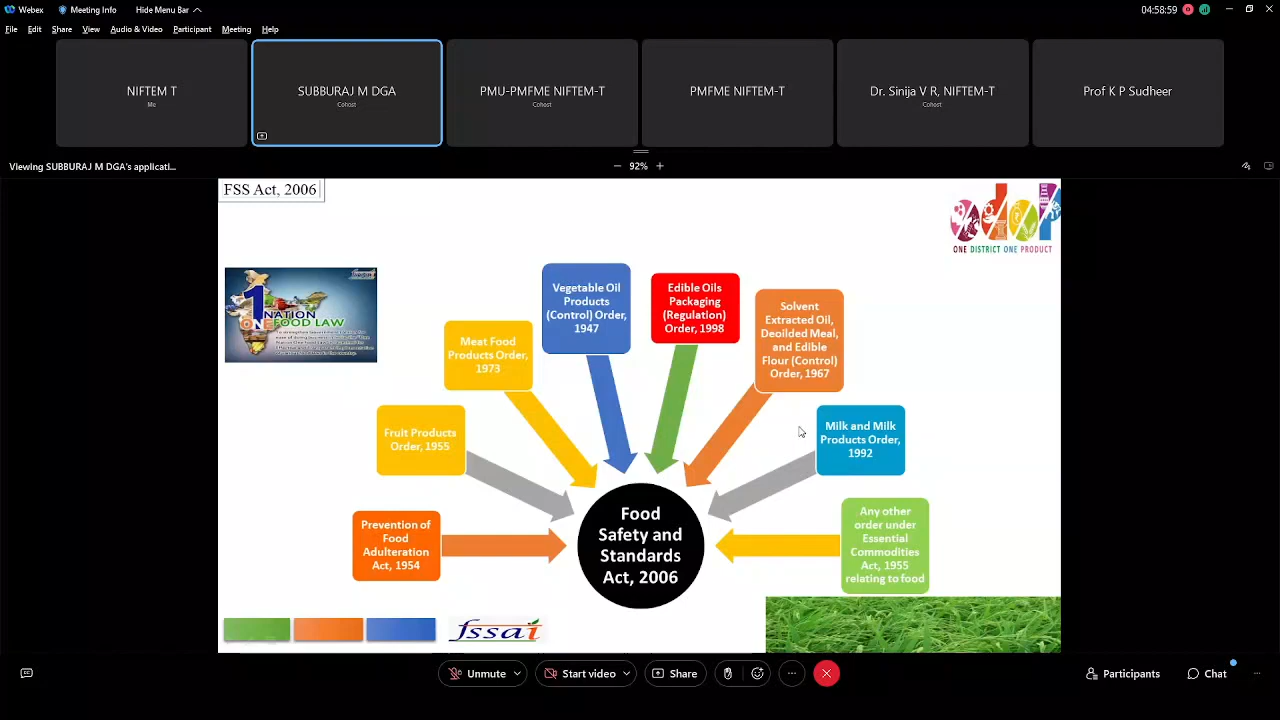 Webex
Meeting Info
Hide Menu Bar
04:58:59
File Edit Share View Audio & Video Participant Meeting Help
NIFTEM T
Me
SUBBURAJ M DGA
Cohost
PMU-PMFME NIFTEM-T
Cohost
PMFME NIFTEM-T
Dr. Sinija V R, NIFTEM-T
Cohost
Prof K P Sudheer
Viewing SUBBURAJ M DGA's applicati...
92%
FSS Act, 2006
ONE DISTRICT ONE PRODUCT
1
NATION
ONE FOOD LAW
Vegetable Oil
Products
(Control) Order,
1947
Edible Oils
Packaging
(Regulation)
Order, 1998
Solvent
Extracted Oil,
Deoilded Meal,
and Edible
Flour (Control)
Order, 1967
Meat Food
Products Order,
1973
Fruit Products
Order, 1955
Milk and Milk
Products Order,
1992
Prevention of
Food
Adulteration
Act, 1954
Food
Safety and
Standards
Act, 2006
Any other
order under
Essential
Commodities
Act, 1955
relating to food
fssai
Unmute
Start video
Share
Participants
Chat